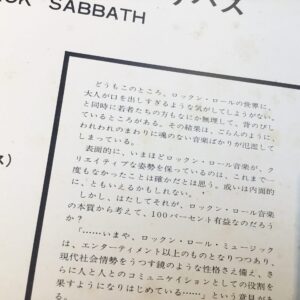 CK SABBATH
バス
ス)
どうもこのところ、ロックン・ロールの世界に、
大人が口を出しすぎるような気がしてしようがない。
と同時に若者たちの方もなにか無理して、背のびし
ているところがある。その結果は、ごらんのように、
われわれのまわりに魂のない音楽ばかりが氾濫して
しまっている。
表面的に、いまほどロックン・ロール音楽が、ク
リエイティブな姿勢を保っているのは、これまで一
度もなかったことは確かだとは思う。或いは内面的
に、ともいえるかもしれない。
しかし、はたしてそれが、ロックン・ロール音楽
の本質から考えて、100パーセント有益なのだろう
か?
「……いまや、ロックン・ロール・ミュージック
は、エンターティメント以上のものとなりつつあり、
現代社会情勢をうつす鏡のような性格さえ備え、さ
らに人と人とのコミュニケイションとしての役割を
果すようになりはじめている……」という意見があ
る。